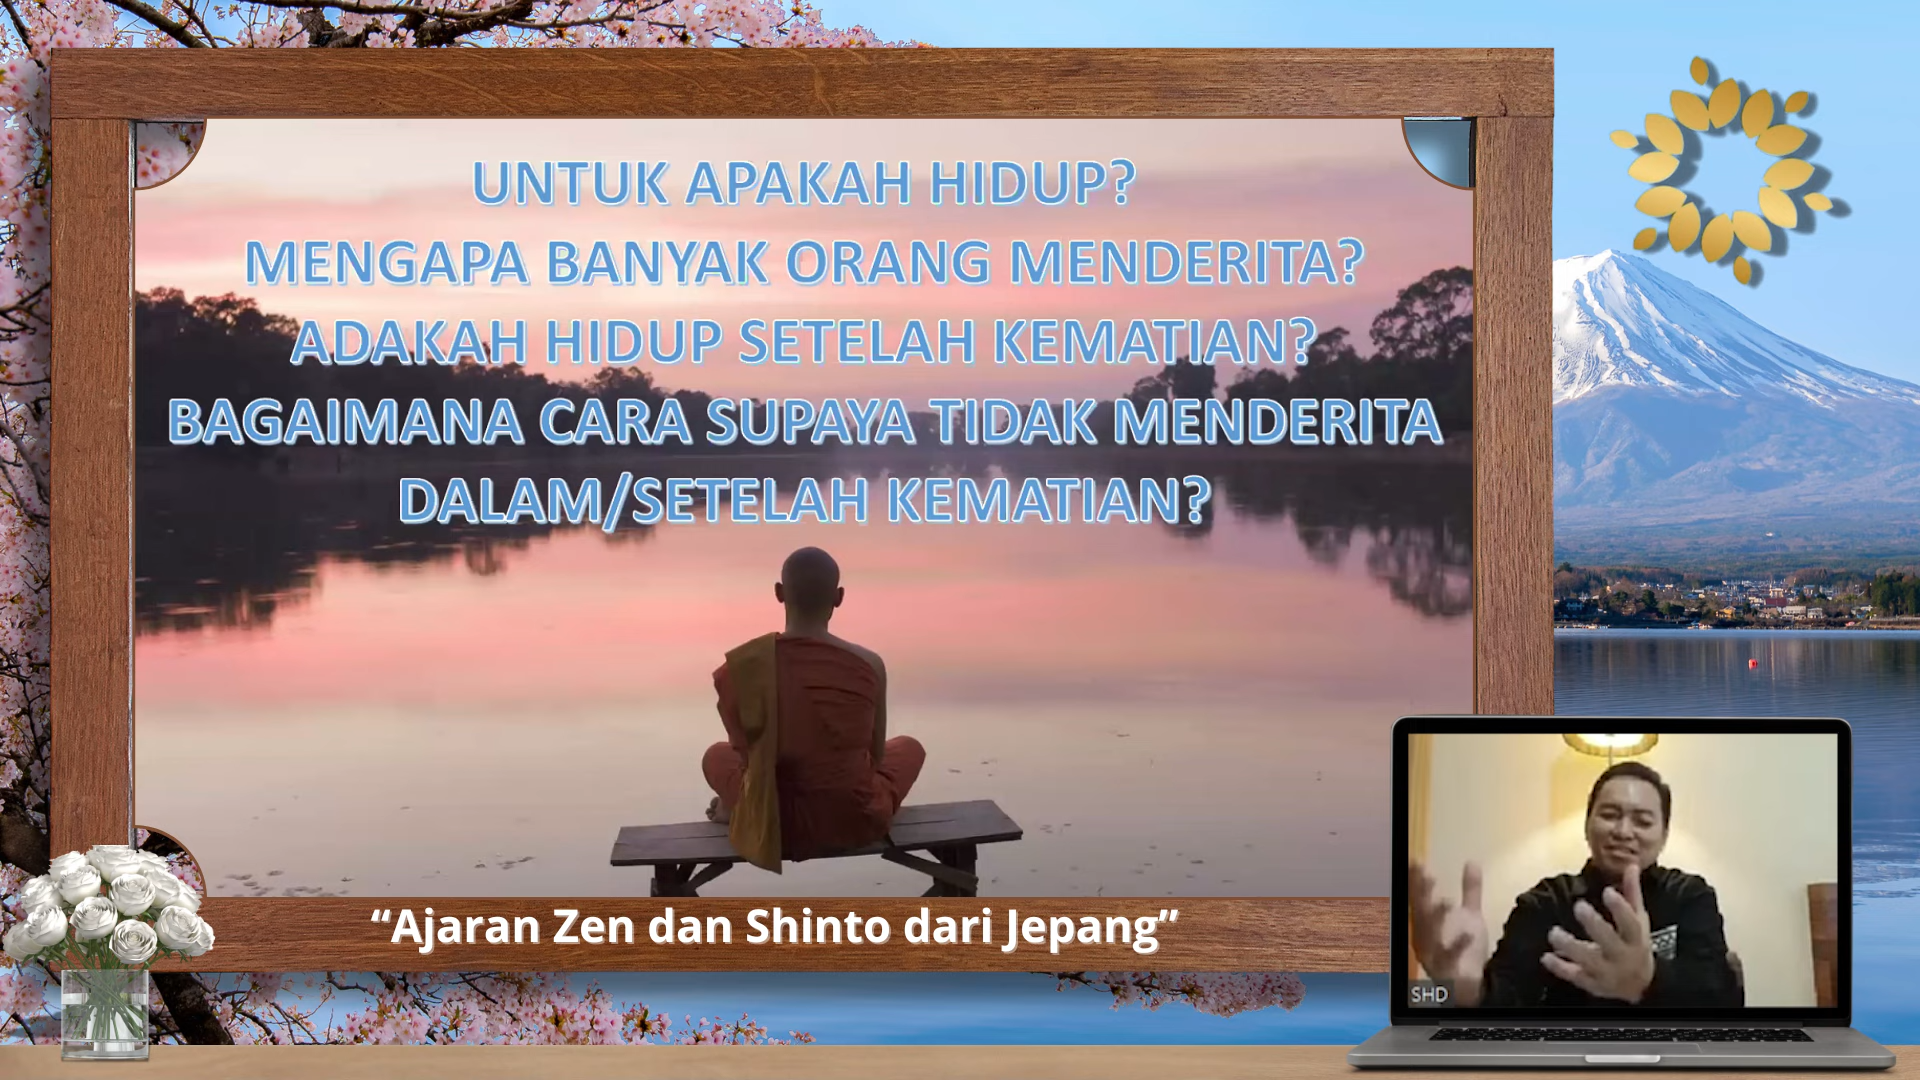 UNTUK APAKAH HIDUP?
MENGAPA BANYAK ORANG MENDERITA?
ADAKAH HIDUP SETELAH KEMATIAN?
BAGAIMANA CARA SUPAYA TIDAK MENDERITA
DALAM/SETELAH KEMATIAN?
“Ajaran Zen dan Shinto dari Jepang”
SHD